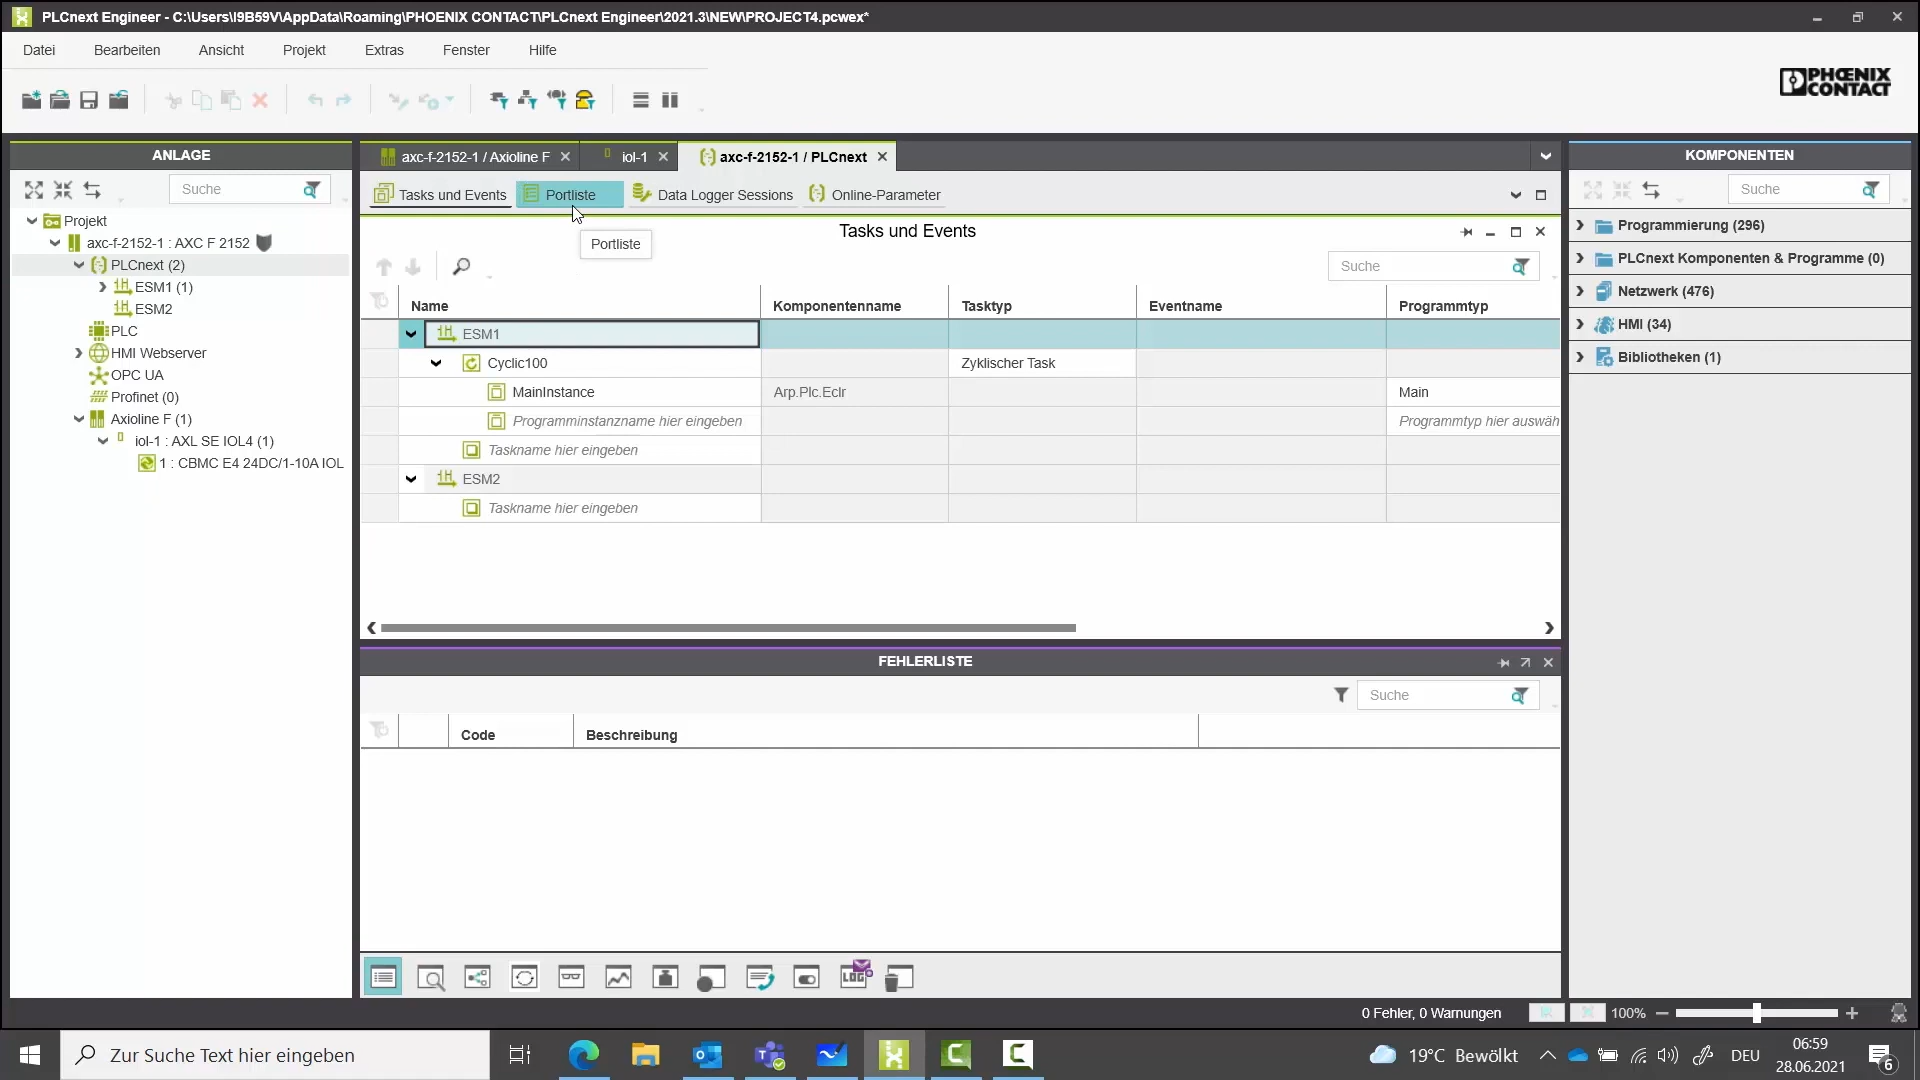 PLCnext Engineer - C:\Users\I9B59V\AppData\Roaming\PHOENIX CONTACT\PLCnext Engineer\2021.3\NEW\PROJECT4.pcwex*
Datei Bearbeiten Ansicht Projekt Extras Fenster Hilfe
PHŒNIX
CONTACT
ANLAGE
Suche
Projekt
axc-f-2152-1 : AXC F 2152
PLCnext (2)
ESM1 (1)
ESM2
PLC
HMI Webserver
OPC UA
Profinet (0)
Axioline F (1)
iol-1 : AXL SE IOL4 (1)
1 : CBMC E4 24DC/1-10A IOL
axc-f-2152-1 / Axioline F
iol-1
axc-f-2152-1 / PLCnext
Tasks und Events
Portliste
Data Logger Sessions
Online-Parameter
Tasks und Events
Portliste
Suche
Name Komponentenname Tasktyp Eventname Programmtyp
ESM1
Cyclic100 Zyklischer Task
MainInstance Arp.Plc.Eclr Main
Programminstanzname hier eingeben Programmtyp hier auswäh
Taskname hier eingeben
ESM2
Taskname hier eingeben
FEHLERLISTE
Suche
Code Beschreibung
LOG
KOMPONENTEN
Suche
Programmierung (296)
PLCnext Komponenten & Programme (0)
Netzwerk (476)
HMI (34)
Bibliotheken (1)
0 Fehler, 0 Warnungen
100%
Zur Suche Text hier eingeben
19°C Bewölkt
DEU
06:59
28.06.2021
6